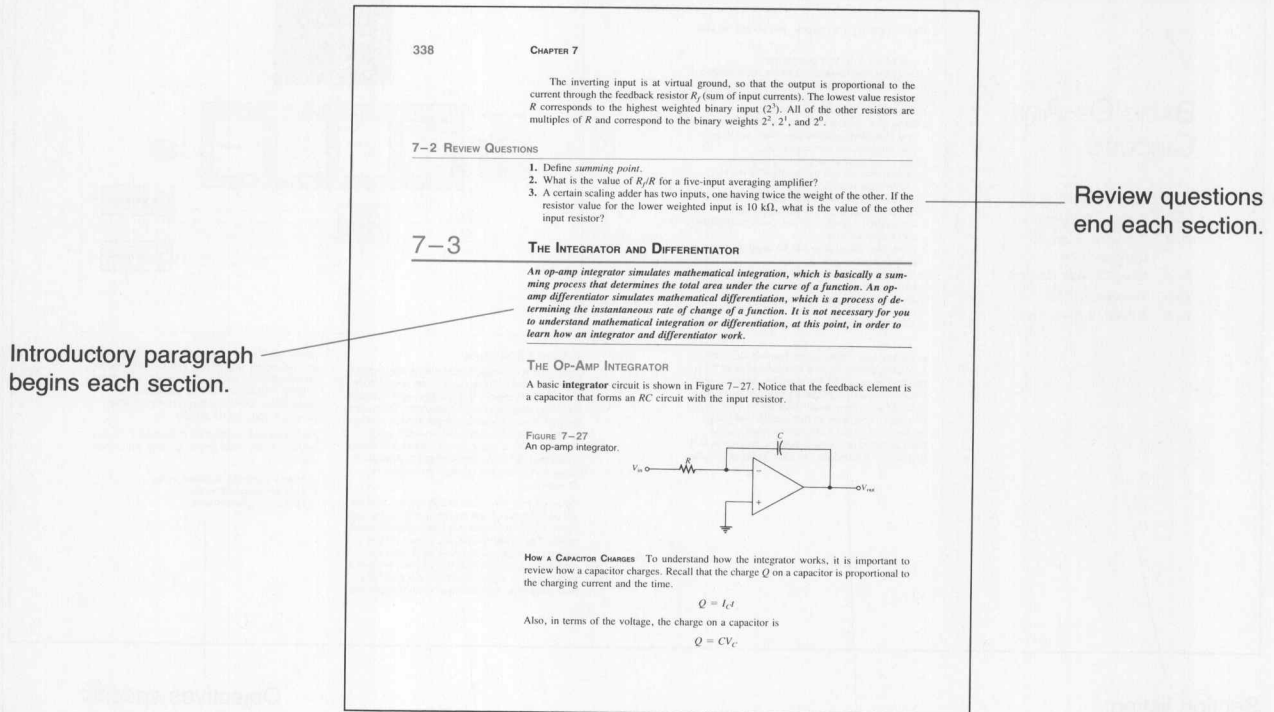 338 CHAPTER 7
The inverting input is at virtual ground, so that the output is proportional to the
current through the feedback resistor R_f (sum of input currents). The lowest value resistor
R corresponds to the highest weighted binary input (2³). All of the other resistors are
multiples of R and correspond to the binary weights 2², 2¹, and 2⁰.
7–2 REVIEW QUESTIONS
1. Define summing point.
2. What is the value of R_f/R for a five-input averaging amplifier?
3. A certain scaling adder has two inputs, one having twice the weight of the other. If the
resistor value for the lower weighted input is 10 kΩ, what is the value of the other
input resistor?
Review questions
end each section.
7–3 THE INTEGRATOR AND DIFFERENTIATOR
An op-amp integrator simulates mathematical integration, which is basically a sum-
ming process that determines the total area under the curve of a function. An op-
amp differentiator simulates mathematical differentiation, which is a process of de-
termining the instantaneous rate of change of a function. It is not necessary for you
to understand mathematical integration or differentiation, at this point, in order to
learn how an integrator and differentiator work.
Introductory paragraph
begins each section.
THE OP-AMP INTEGRATOR
A basic integrator circuit is shown in Figure 7–27. Notice that the feedback element is
a capacitor that forms an RC circuit with the input resistor.
FIGURE 7–27
An op-amp integrator.
C
R
V_in
−
+
V_out
HOW A CAPACITOR CHARGES To understand how the integrator works, it is important to
review how a capacitor charges. Recall that the charge Q on a capacitor is proportional to
the charging current and the time.
Q = I_C t
Also, in terms of the voltage, the charge on a capacitor is
Q = CV_C